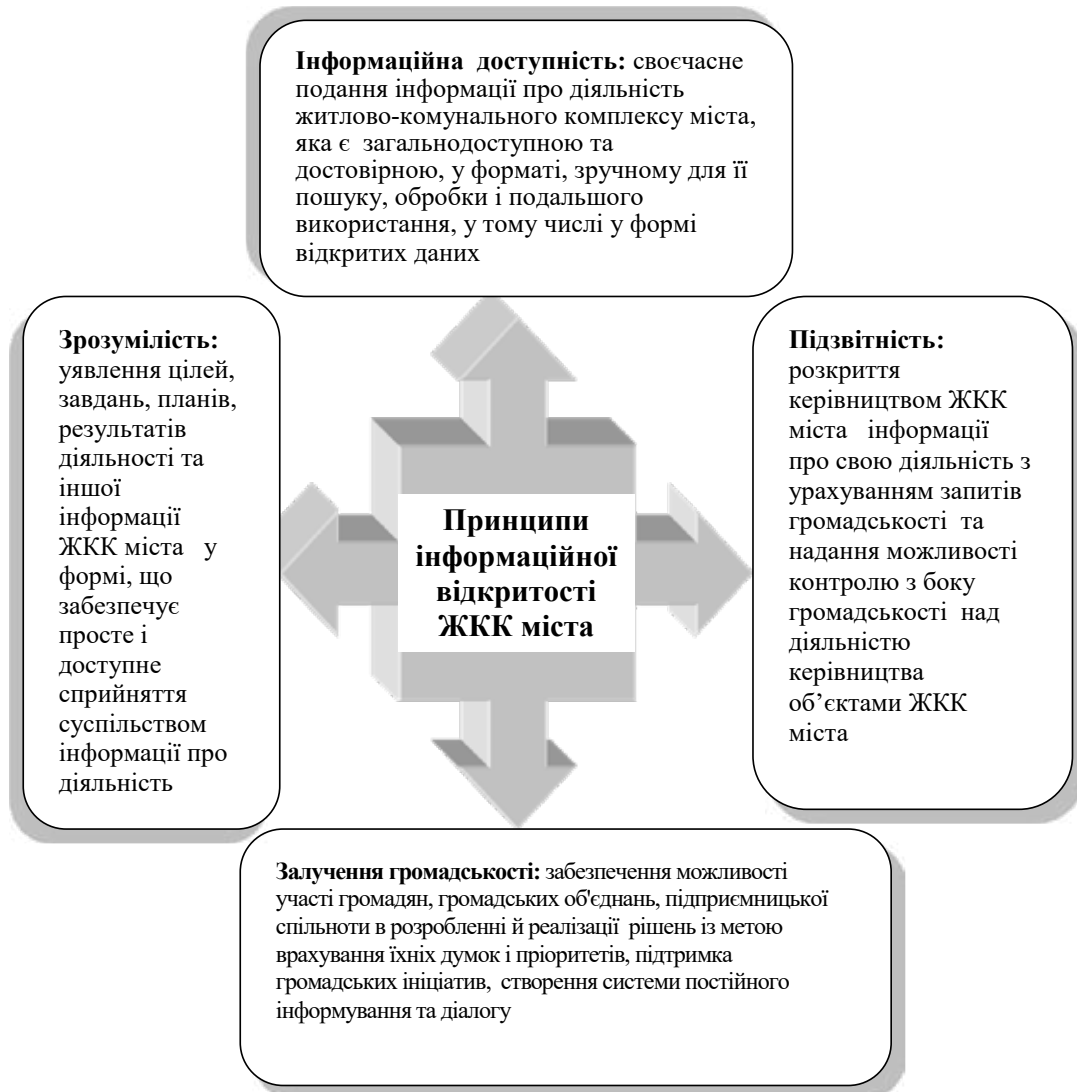 Інформаційна доступність: своєчасне
подання інформації про діяльність
житлово-комунального комплексу міста,
яка є загальнодоступною та
достовірною, у форматі, зручному для її
пошуку, обробки і подальшого
використання, у тому числі у формі
відкритих даних
Зрозумілість:
уявлення цілей,
завдань, планів,
результатів
діяльності та
іншої
інформації
ЖКК міста у
формі, що
забезпечує
просте і
доступне
сприйняття
суспільством
інформації про
діяльність
Принципи
інформаційної
відкритості
ЖКК міста
Підзвітність:
розкриття
керівництвом ЖКК
міста інформації
про свою діяльність з
урахуванням запитів
громадськості та
надання можливості
контролю з боку
громадськості над
діяльністю
керівництва
об’єктами ЖКК
міста
Залучення громадськості: забезпечення можливості
участі громадян, громадських об'єднань, підприємницької
спільноти в розробленні й реалізації рішень із метою
врахування їхніх думок і пріоритетів, підтримка
громадських ініціатив, створення системи постійного
інформування та діалогу